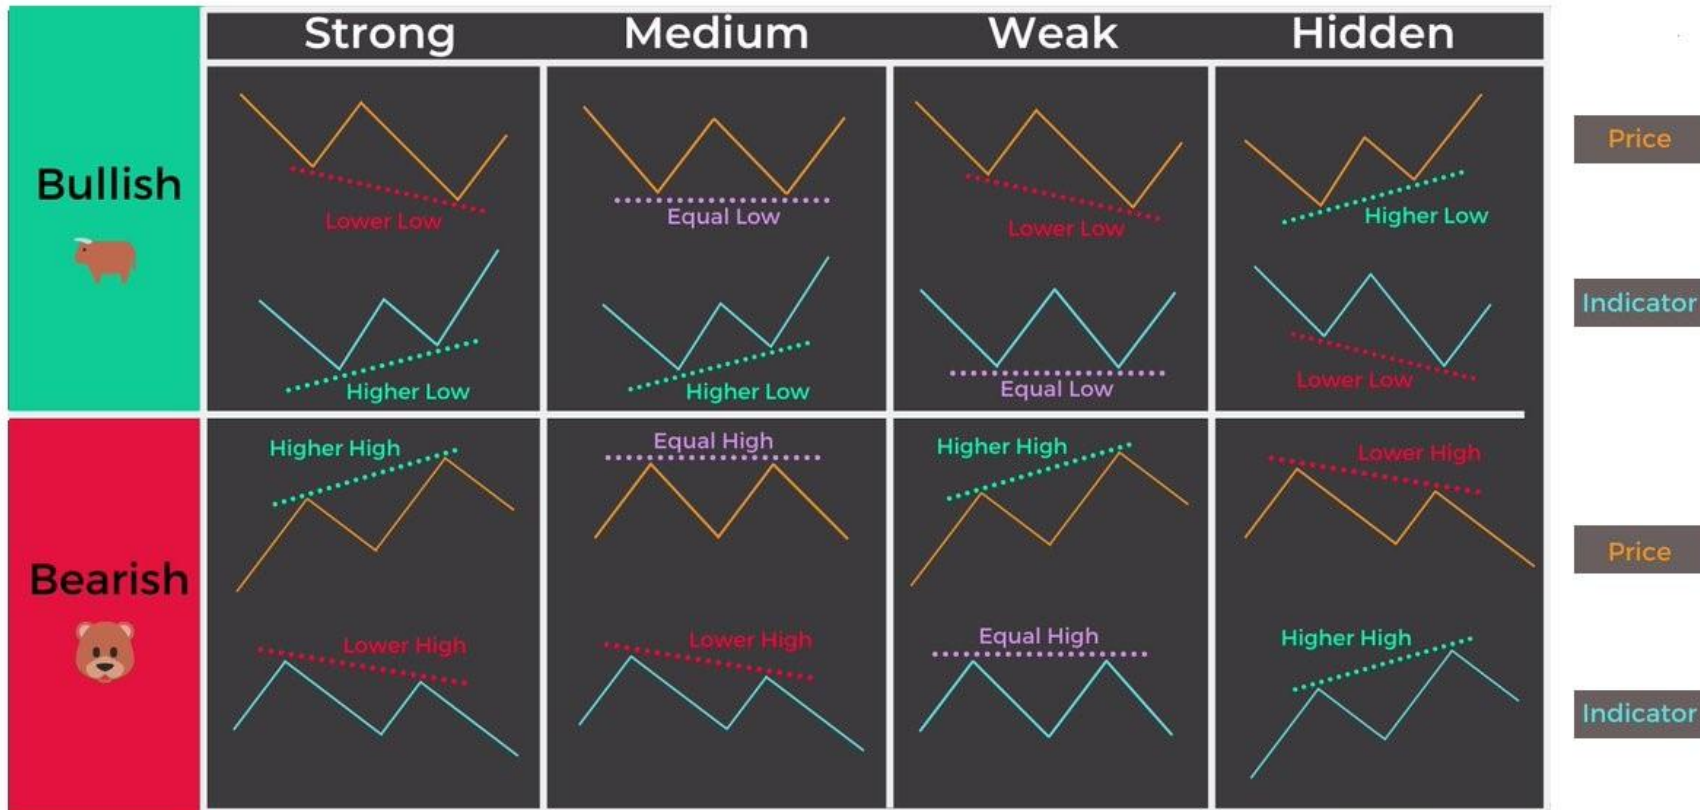 Strong Medium Weak Hidden
Bullish
Lower Low
Equal Low
Lower Low
Higher Low
Price
Higher Low
Higher Low
Equal Low
Lower Low
Indicator
Bearish
Higher High
Equal High
Higher High
Lower High
Price
Lower High
Lower High
Equal High
Higher High
Indicator